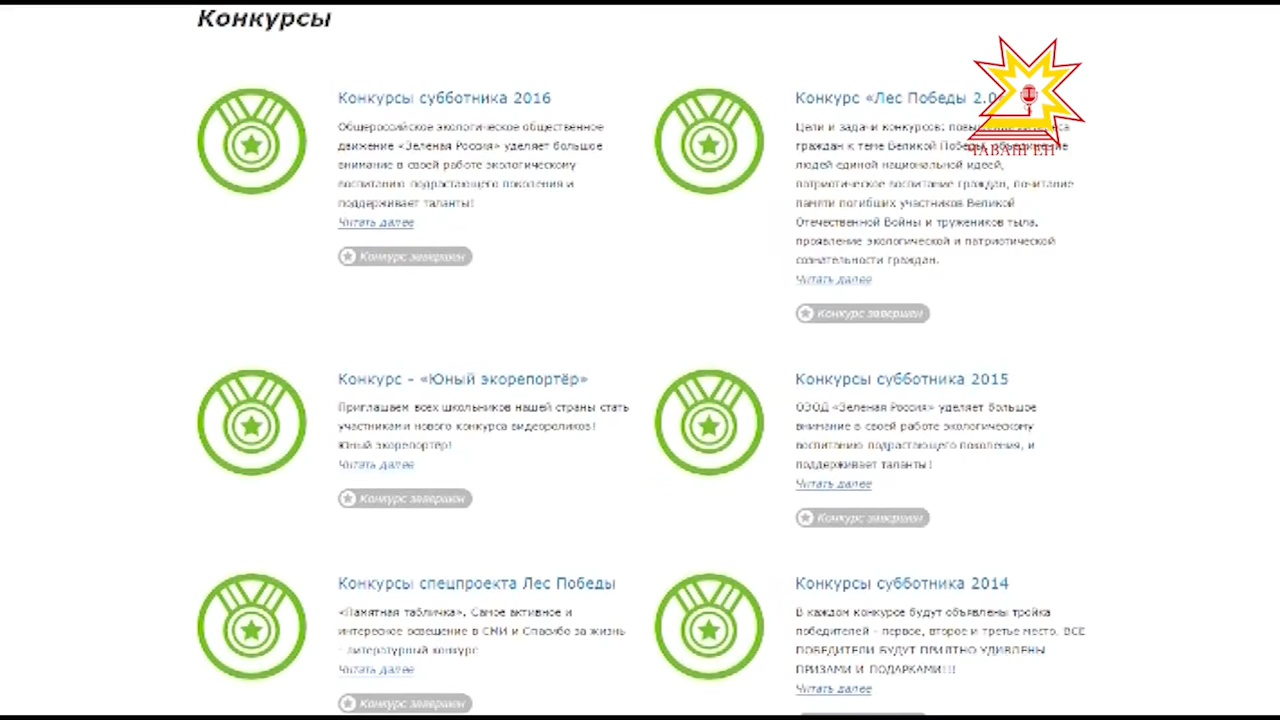 Конкурсы
Конкурсы субботника 2016
Общероссийское экологическое общественное
движение «Зеленая Россия» уделяет большое
внимание в своей работе экологическому
воспитанию подрастающего поколения и
поддерживает таланты!
Читать далее
Конкурс завершен
Конкурс «Лес Победы 2.0
Цели и задачи конкурсов:
граждан к теме Великой Победы,
людей единой национальной идеей,
патриотическое воспитание граждан, почитание
памяти погибших участников Великой
Отечественной Войны и тружеников тыла,
проявление экологической и патриотической
сознательности граждан.
Читать далее
Конкурс завершен
Конкурс - «Юный экорепортёр»
Приглашаем всех школьников нашей страны стать
участниками нового конкурса видеороликов!
Юный экорепортёр!
Читать далее
Конкурс завершен
Конкурсы субботника 2015
ОЭОД «Зеленая Россия» уделяет большое
внимание в своей работе экологическому
воспитанию подрастающего поколения, и
поддерживает таланты!
Читать далее
Конкурс завершен
Конкурсы спецпроекта Лес Победы
«Памятная табличка», Самое активное и
интересное освещение в СМИ и Спасибо за жизнь
- литературный конкурс
Читать далее
Конкурс завершен
Конкурсы субботника 2014
В каждом конкурсе будут объявлены тройка
победителей - первое, второе и третье место. ВСЕ
ПОБЕДИТЕЛИ БУДУТ ПРИЯТНО УДИВЛЕНЫ
ПРИЗАМИ И ПОДАРКАМИ!!!
Читать далее